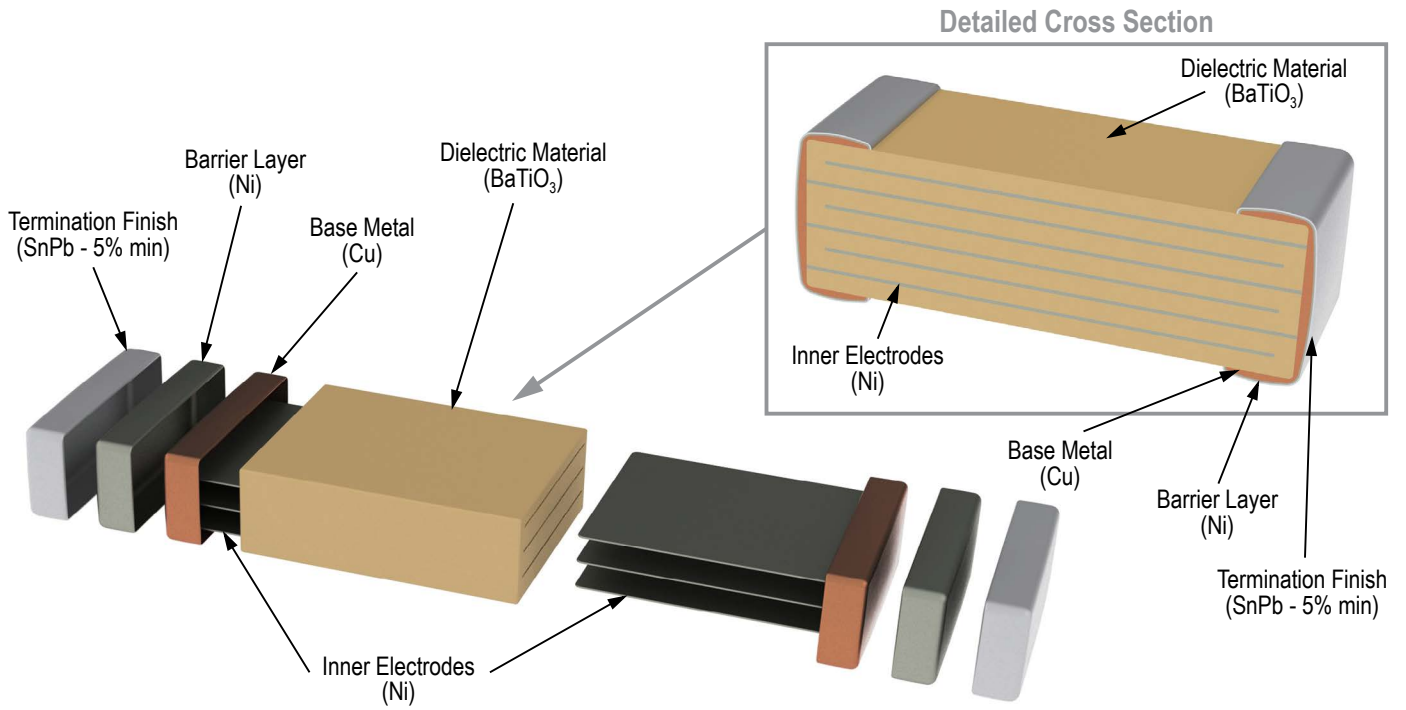 Detailed Cross Section
Dielectric Material
(BaTiO₃)
Dielectric Material
(BaTiO₃)
Barrier Layer
(Ni)
Termination Finish
(SnPb - 5% min)
Base Metal
(Cu)
Inner Electrodes
(Ni)
Base Metal
(Cu)
Barrier Layer
(Ni)
Termination Finish
(SnPb - 5% min)
Inner Electrodes
(Ni)